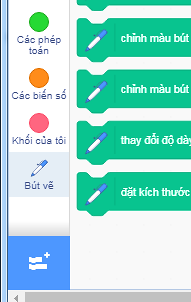 Các phép
toán
Các biến số
Khối của tôi
Bút vẽ
chỉnh màu bút
chỉnh màu bút
thay đổi độ dày
đặt kích thước